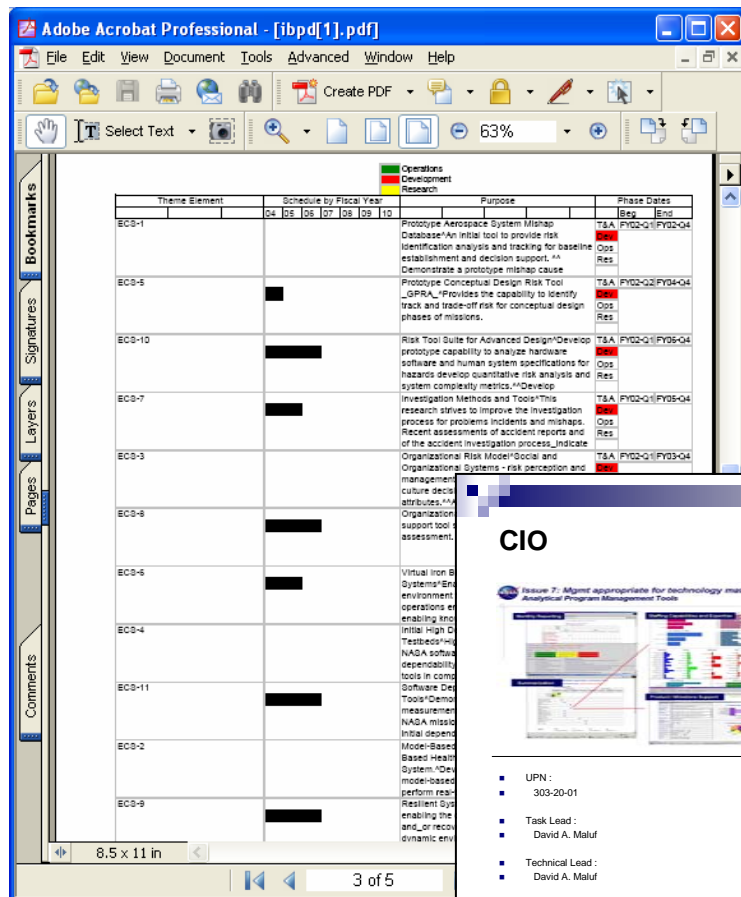 Adobe Acrobat Professional - [ibpd[1].pdf]
File Edit View Document Tools Advanced Window Help
Create PDF
Select Text 63%
Bookmarks
Signatures
Layers
Pages
Comments
Operations
Development
Research
Theme Element Schedule by Fiscal Year Purpose Phase Dates
04 05 06 07 08 09 10 Beg End
ECS-1 Prototype Aerospace System Mishap T&A FY02-Q1 FY02-Q4
Database^An initial tool to provide risk Dev
identification analysis and tracking for baseline Ops
establishment and decision support. ^^ Res
Demonstrate a prototype mishap cause
ECS-5 Prototype Conceptual Design Risk Tool T&A FY02-Q2 FY04-Q4
_GPRA_^Provides the capability to identify Dev
track and trade-off risk for conceptual design Ops
phases of missions. Res
ECS-10 Risk Tool Suite for Advanced Design^Develop T&A FY02-Q1 FY06-Q4
prototype capability to analyze hardware Dev
software and human system specifications for Ops
hazards develop quantitative risk analysis and Res
system complexity metrics.^^Develop
ECS-7 Investigation Methods and Tools^This T&A FY02-Q1 FY05-Q4
research strives to improve the investigation Dev
process for problems incidents and mishaps. Ops
Recent assessments of accident reports and Res
of the accident investigation process_indicate
ECS-3 Organizational Risk Model^Social and T&A FY02-Q1 FY03-Q4
Organizational Systems - risk perception and Dev
management
culture decisi
attributes.^^A
ECS-8 Organization
support tool s
assessment.
ECS-6 Virtual Iron B
Systems^Ena
environment
operations en
enabling kno
ECS-4 Initial High D
Testbeds^Hig
NASA softwa
dependability
tools in comp
ECS-11 Software Dep
Tools^Demor
measuremen
NASA missio
initial depend
ECS-2 Model-Based
Based Health
System.^Dev
model-based
perform real-
ECS-9 Resilient Sys
enabling the
and_or recov
dynamic envi
8.5 x 11 in
3 of 5
CIO
Issue 7: Mgmt appropriate for technology ma
Analytical Program Management Tools
Monthly Reporting
Staffing Capabilities and Expertise
UPN :
303-20-01
Task Lead :
David A. Maluf
Technical Lead :
David A. Maluf